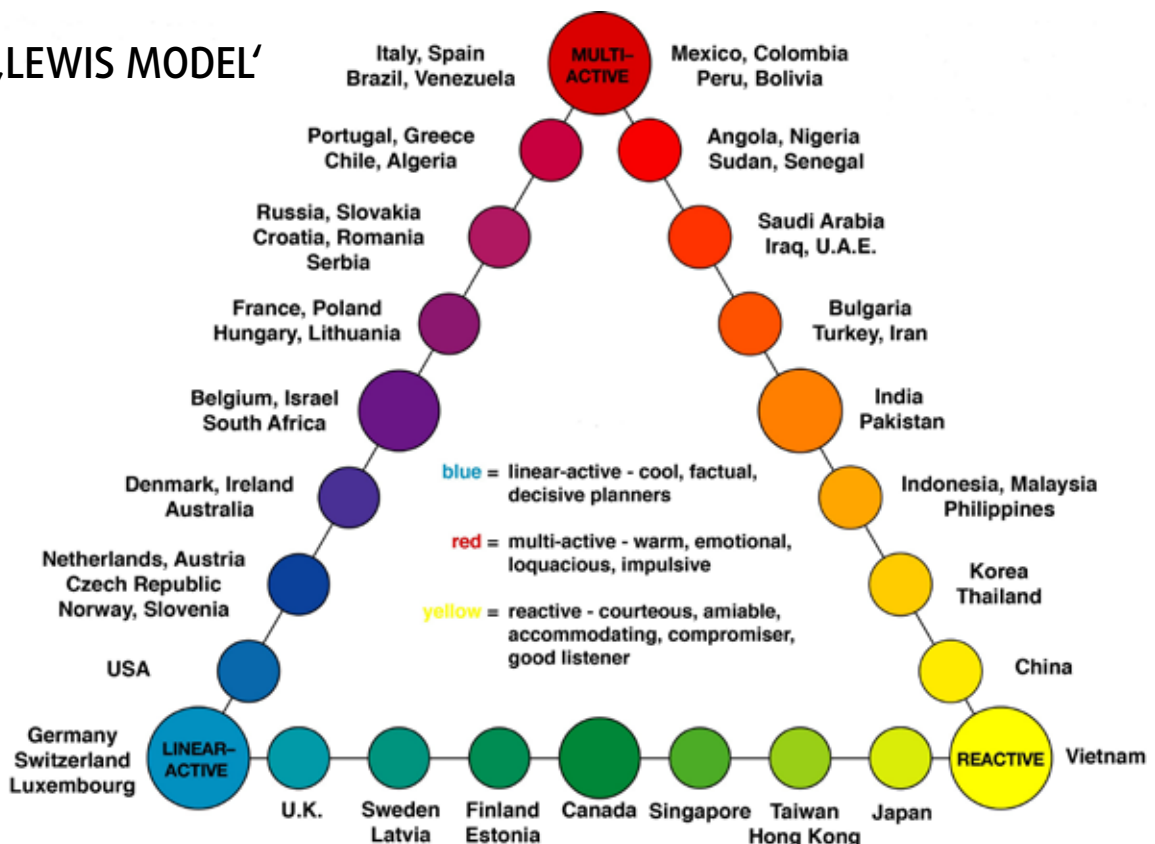 ‚LEWIS MODEL‘
Italy, Spain
Brazil, Venezuela
MULTI–
ACTIVE
Mexico, Colombia
Peru, Bolivia
Portugal, Greece
Chile, Algeria
Angola, Nigeria
Sudan, Senegal
Russia, Slovakia
Croatia, Romania
Serbia
Saudi Arabia
Iraq, U.A.E.
France, Poland
Hungary, Lithuania
Bulgaria
Turkey, Iran
Belgium, Israel
South Africa
India
Pakistan
blue = linear-active - cool, factual,
decisive planners
Denmark, Ireland
Australia
Indonesia, Malaysia
Philippines
red = multi-active - warm, emotional,
loquacious, impulsive
Netherlands, Austria
Czech Republic
Norway, Slovenia
Korea
Thailand
yellow = reactive - courteous, amiable,
accommodating, compromiser,
good listener
USA
China
Germany
Switzerland
Luxembourg
LINEAR–
ACTIVE
REACTIVE
Vietnam
U.K.
Sweden
Latvia
Finland
Estonia
Canada
Singapore
Taiwan
Hong Kong
Japan